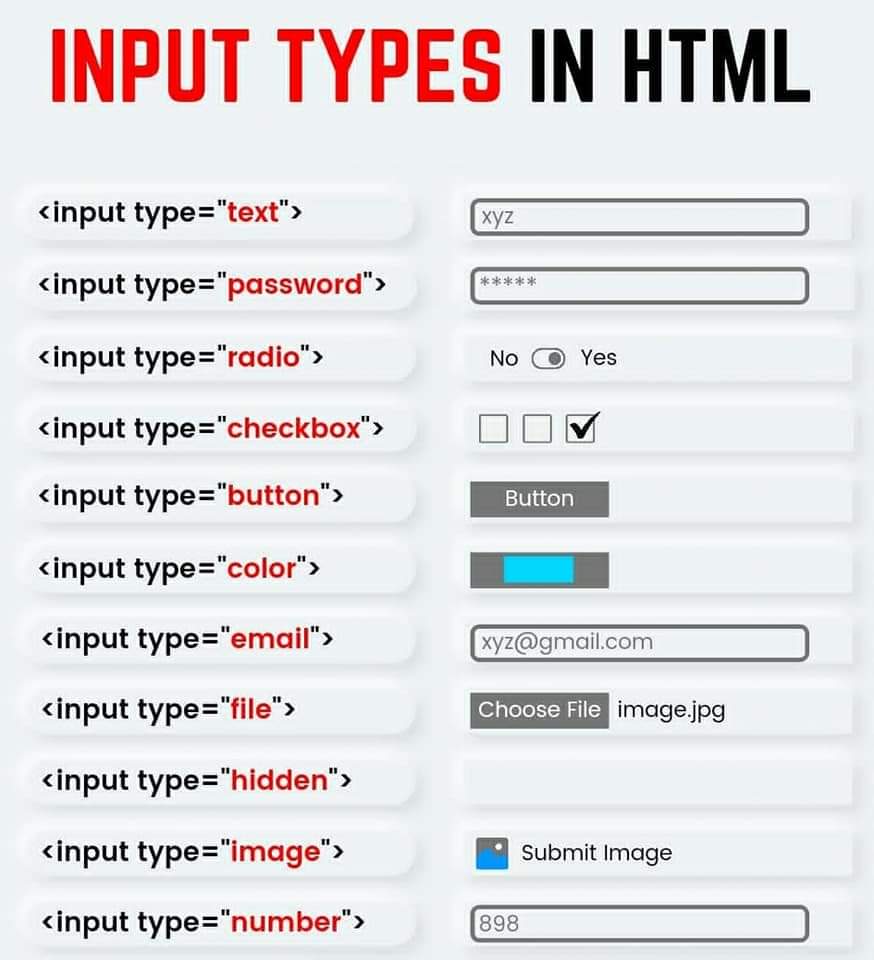 INPUT TYPES IN HTML
<input type="text"> xyz
<input type="password"> *****
<input type="radio"> No Yes
<input type="checkbox">
<input type="button"> Button
<input type="color">
<input type="email"> xyz@gmail.com
<input type="file"> Choose File image.jpg
<input type="hidden">
<input type="image"> Submit Image
<input type="number"> 898